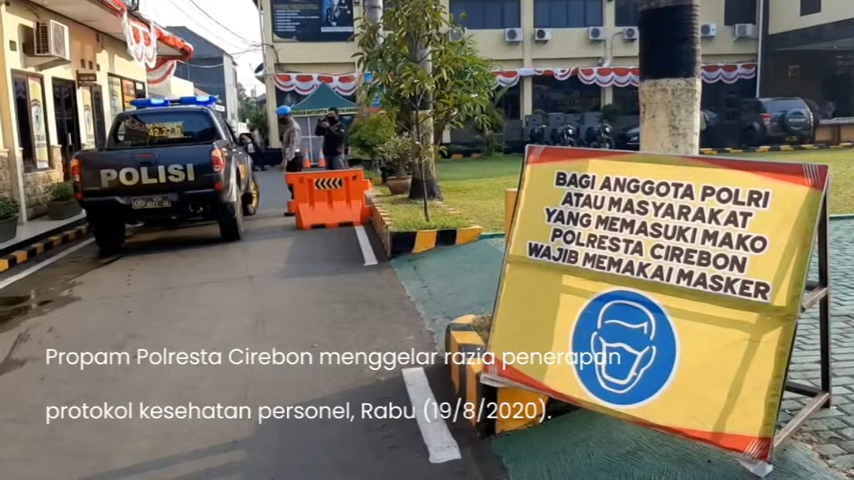 POLISI
BAGI ANGGOTA POLRI
ATAU MASYARAKAT
YANG MEMASUKI MAKO
POLRESTA CIREBON
WAJIB MEMAKAI MASKER
Propam Polresta Cirebon menggelar razia penerapan
protokol kesehatan personel, Rabu (19/8/2020).